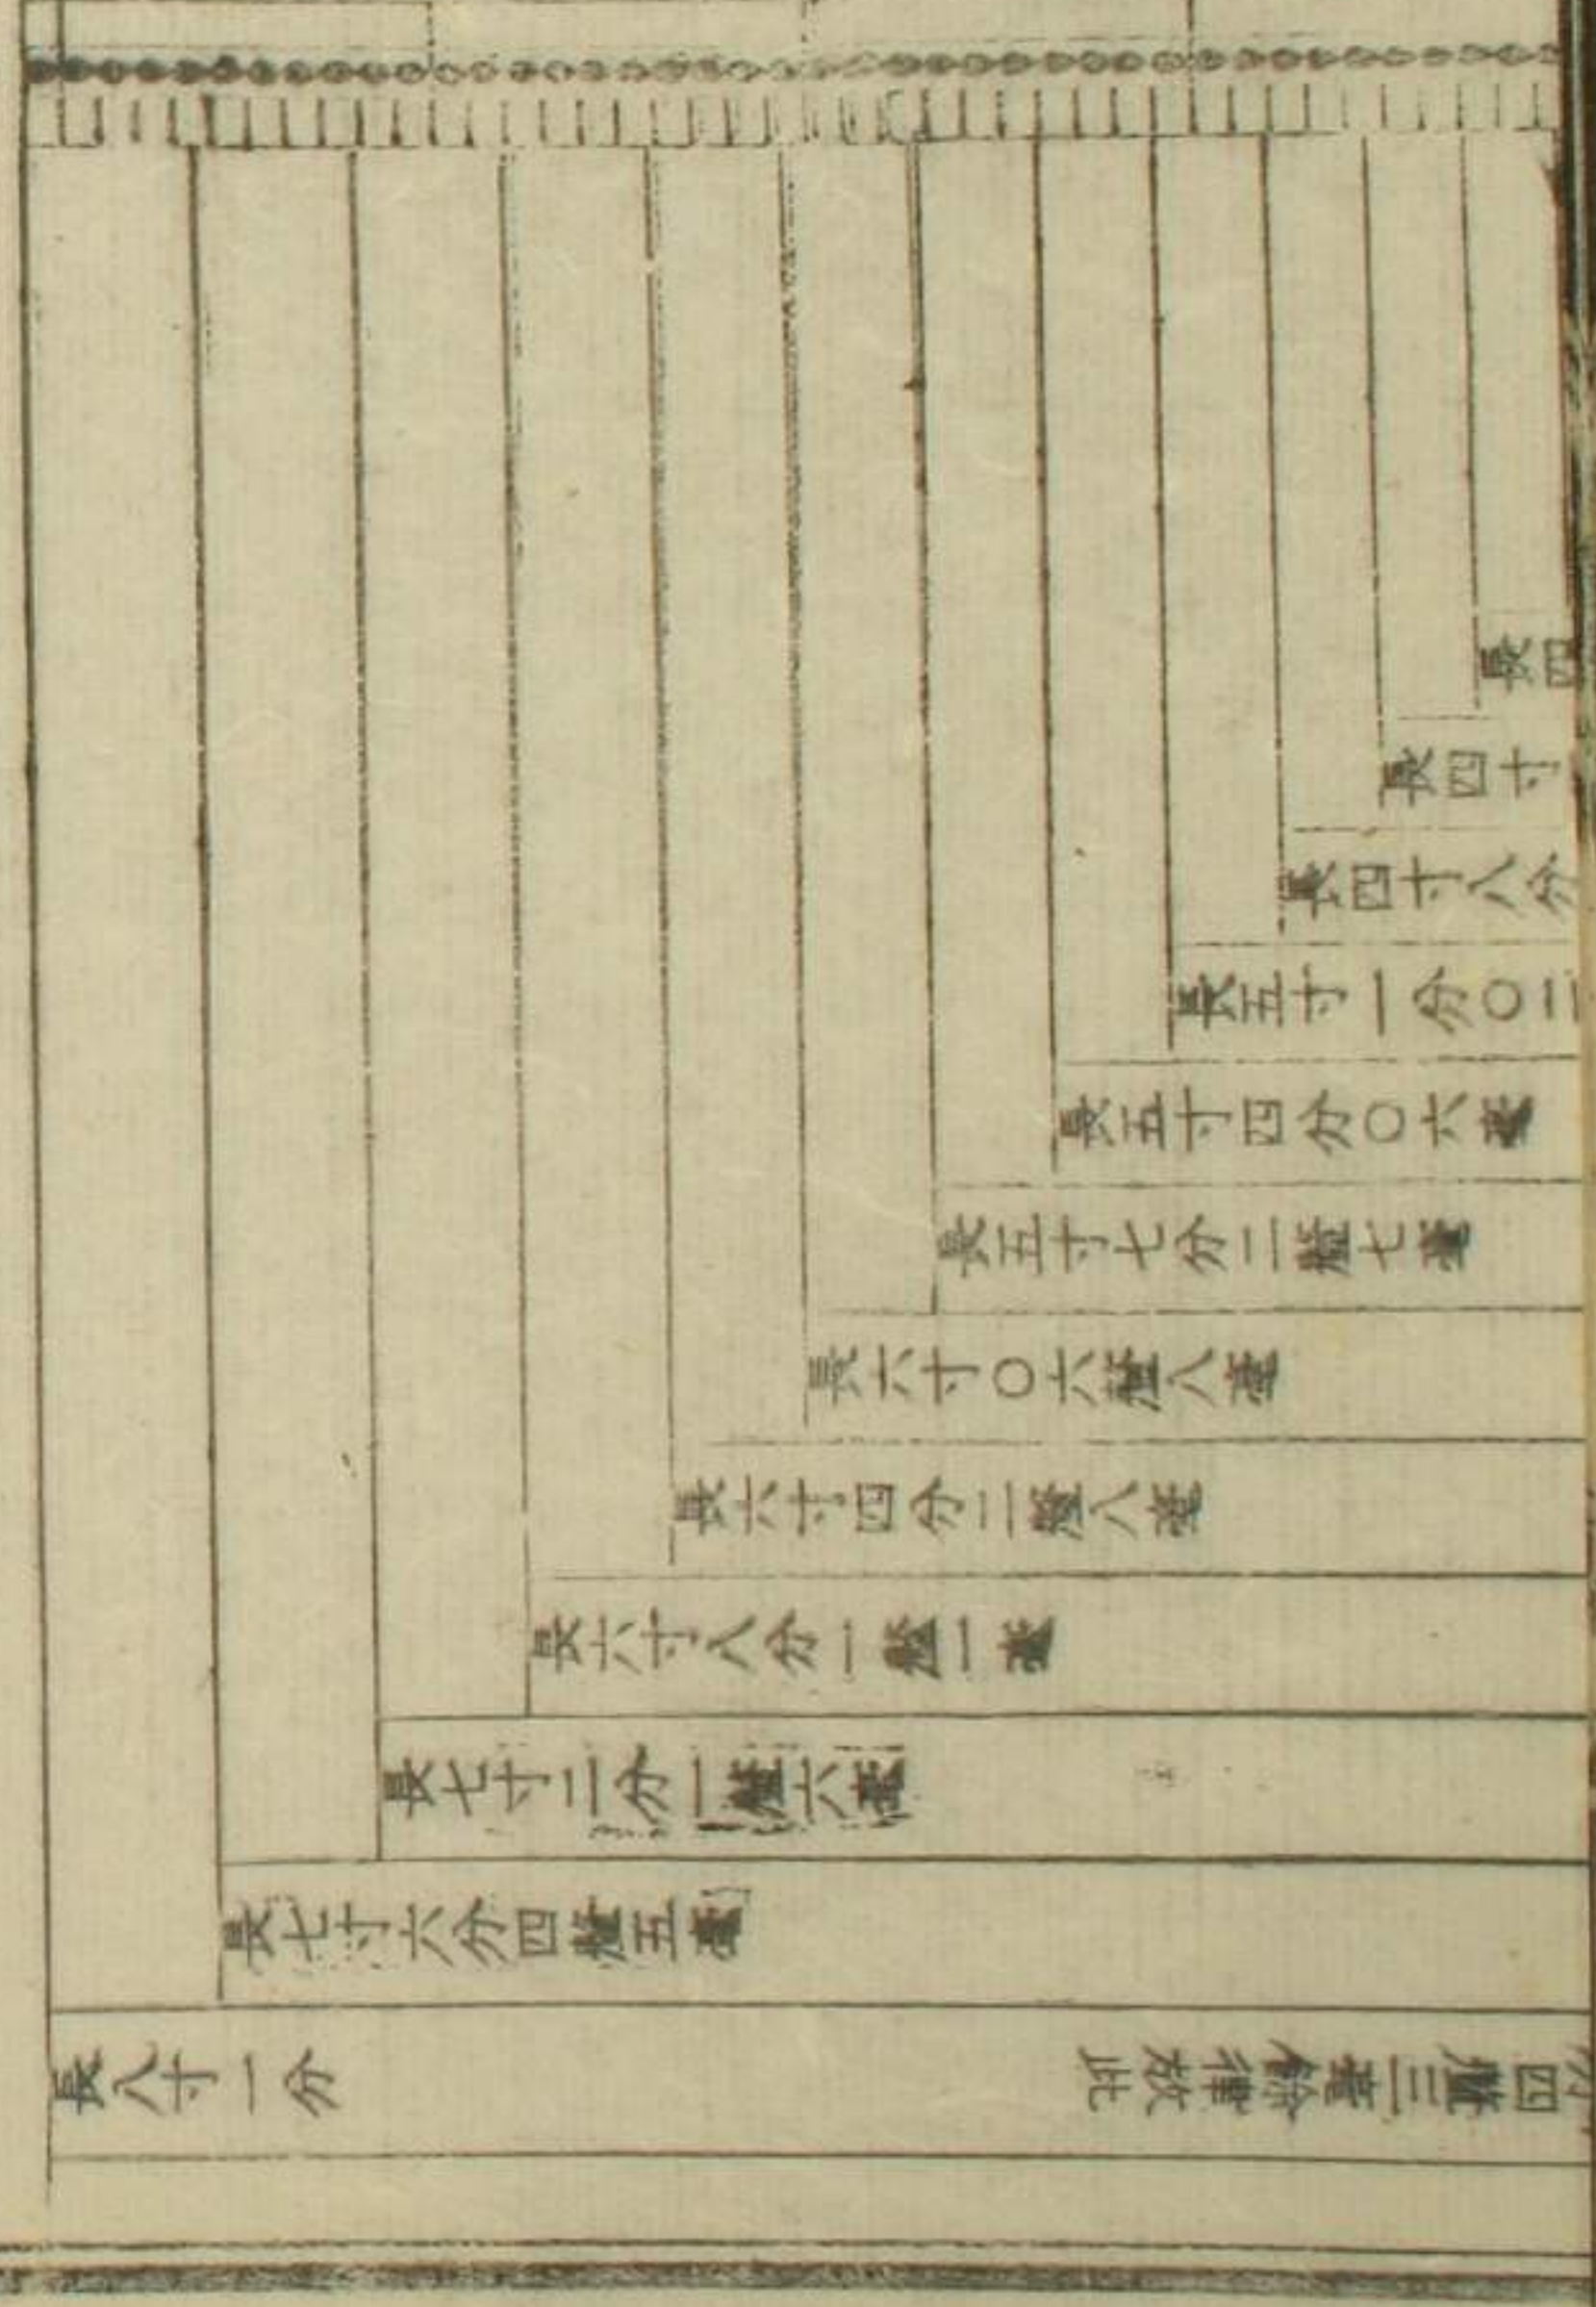 長四
長四寸
長四寸八分
長五寸一分〇二
長五寸四分〇六毫
長五寸七分二釐七毫
長六寸〇六釐八毫
長六寸四分二釐八毫
長六寸八分一釐一毫
長七寸二分一釐六毫
長七寸六分四釐五毫
長八寸一分
分四釐三毫餘律放此